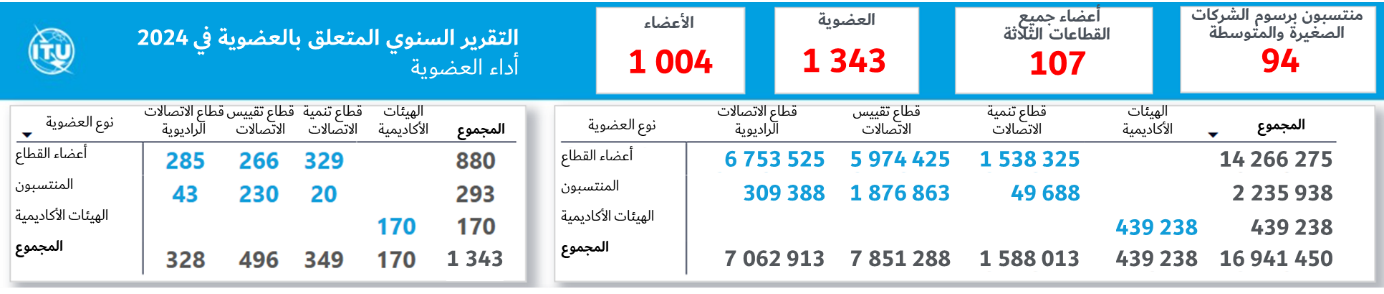 ITU
التقرير السنوي المتعلق بالعضوية في 2024
أداء العضوية
الأعضاء
1 004
العضوية
1 343
أعضاء جميع
القطاعات الثلاثة
107
منتسبون برسوم الشركات
الصغيرة والمتوسطة
94
نوع العضوية قطاع الاتصالات الراديوية قطاع تقييس الاتصالات قطاع تنمية الاتصالات الهيئات الأكاديمية المجموع
أعضاء القطاع 285 266 329 880
المنتسبون 43 230 20 293
الهيئات الأكاديمية 170 170
المجموع 328 496 349 170 1 343
نوع العضوية قطاع الاتصالات الراديوية قطاع تقييس الاتصالات قطاع تنمية الاتصالات الهيئات الأكاديمية المجموع
أعضاء القطاع 6 753 525 5 974 425 1 538 325 14 266 275
المنتسبون 309 388 1 876 863 49 688 2 235 938
الهيئات الأكاديمية 439 238 439 238
المجموع 7 062 913 7 851 288 1 588 013 439 238 16 941 450